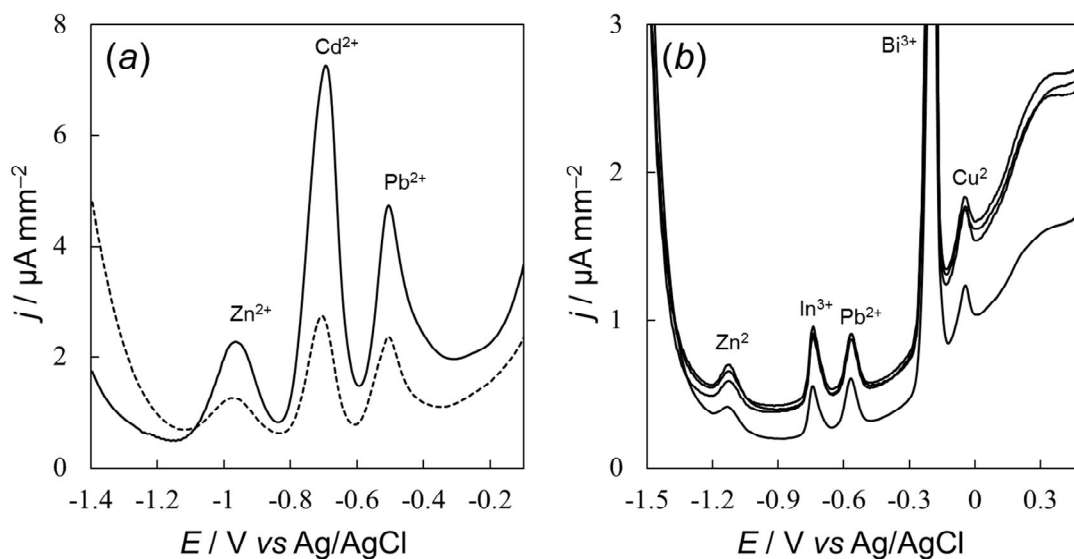 (a)
Cd²⁺
Pb²⁺
Zn²⁺
8
6
4
2
0
j / μA mm⁻²
-1.4
-1.2
-1
-0.8
-0.6
-0.4
-0.2
E / V vs Ag/AgCl
(b)
Bi³⁺
Cu²
In³⁺
Pb²⁺
Zn²
3
2
1
0
j / μA mm⁻²
-1.5
-1.2
-0.9
-0.6
-0.3
0
0.3
E / V vs Ag/AgCl